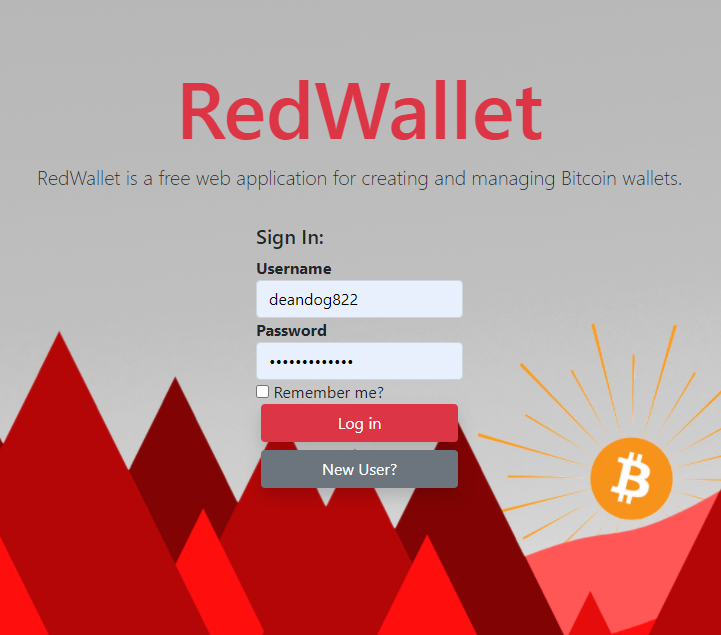 RedWallet
RedWallet is a free web application for creating and managing Bitcoin wallets.
Sign In:
Username
deandog822
Password
•••••••••••••
Remember me?
Log in
New User?